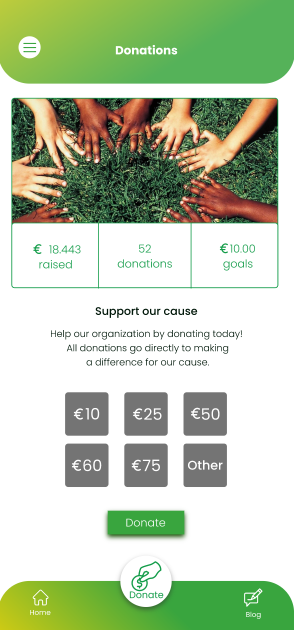 Donations
€ 18.443 52 €10.00
raised donations goals
Support our cause
Help our organization by donating today!
All donations go directly to making
a difference for our cause.
€10 €25 €50
€60 €75 Other
Donate
Donate
Home Blog